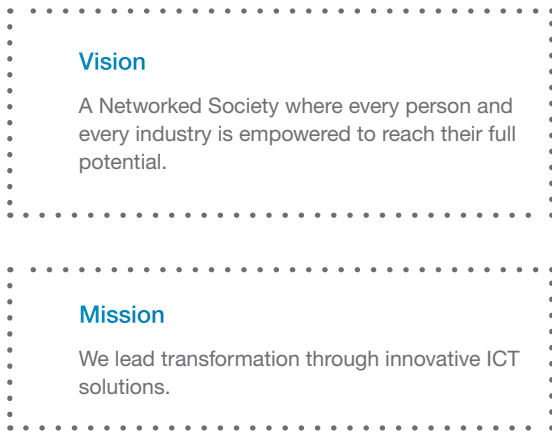 Vision
A Networked Society where every person and
every industry is empowered to reach their full
potential.
Mission
We lead transformation through innovative ICT
solutions.